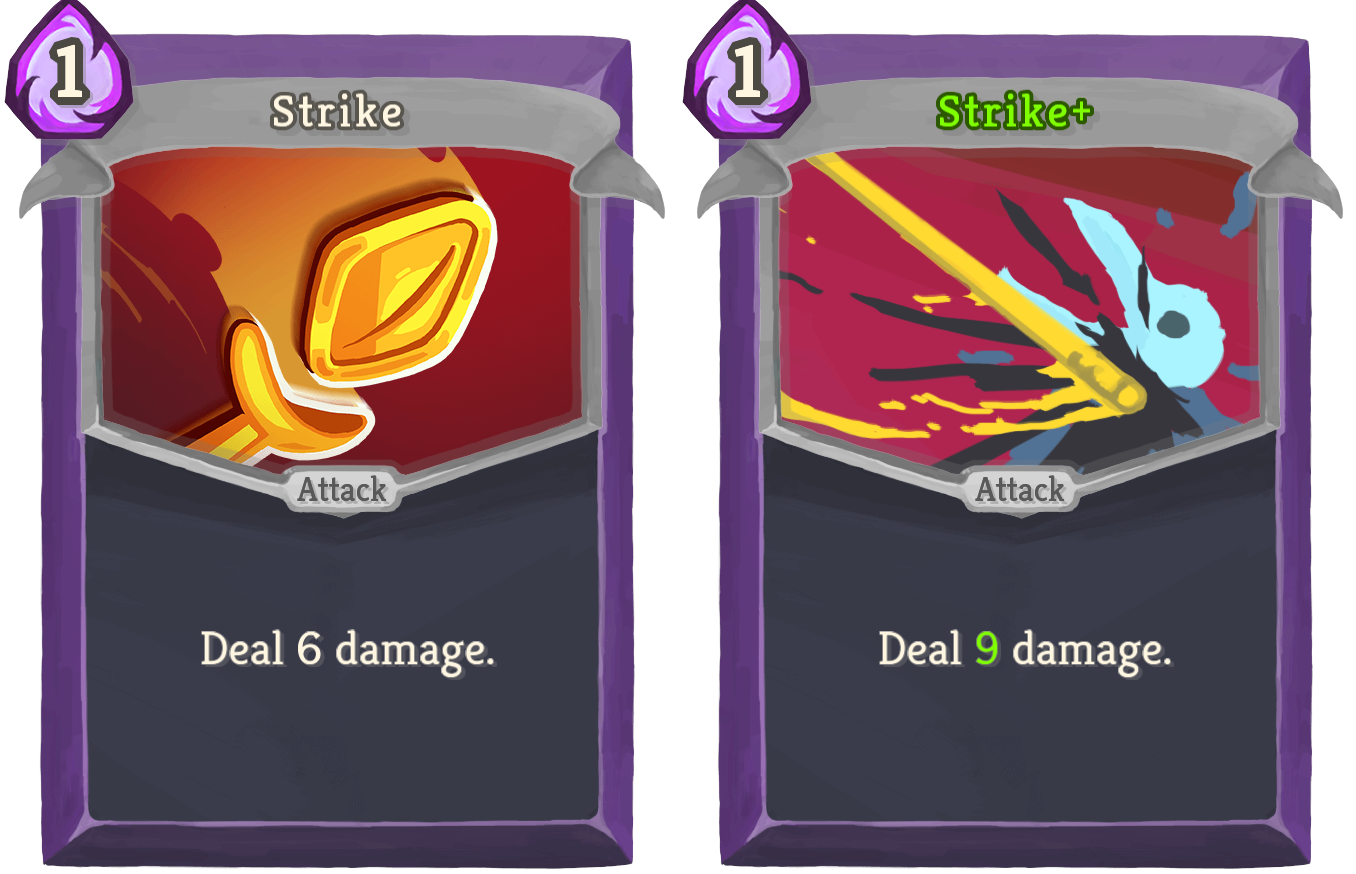 1
Strike
Attack
Deal 6 damage.
1
Strike+
Attack
Deal 9 damage.